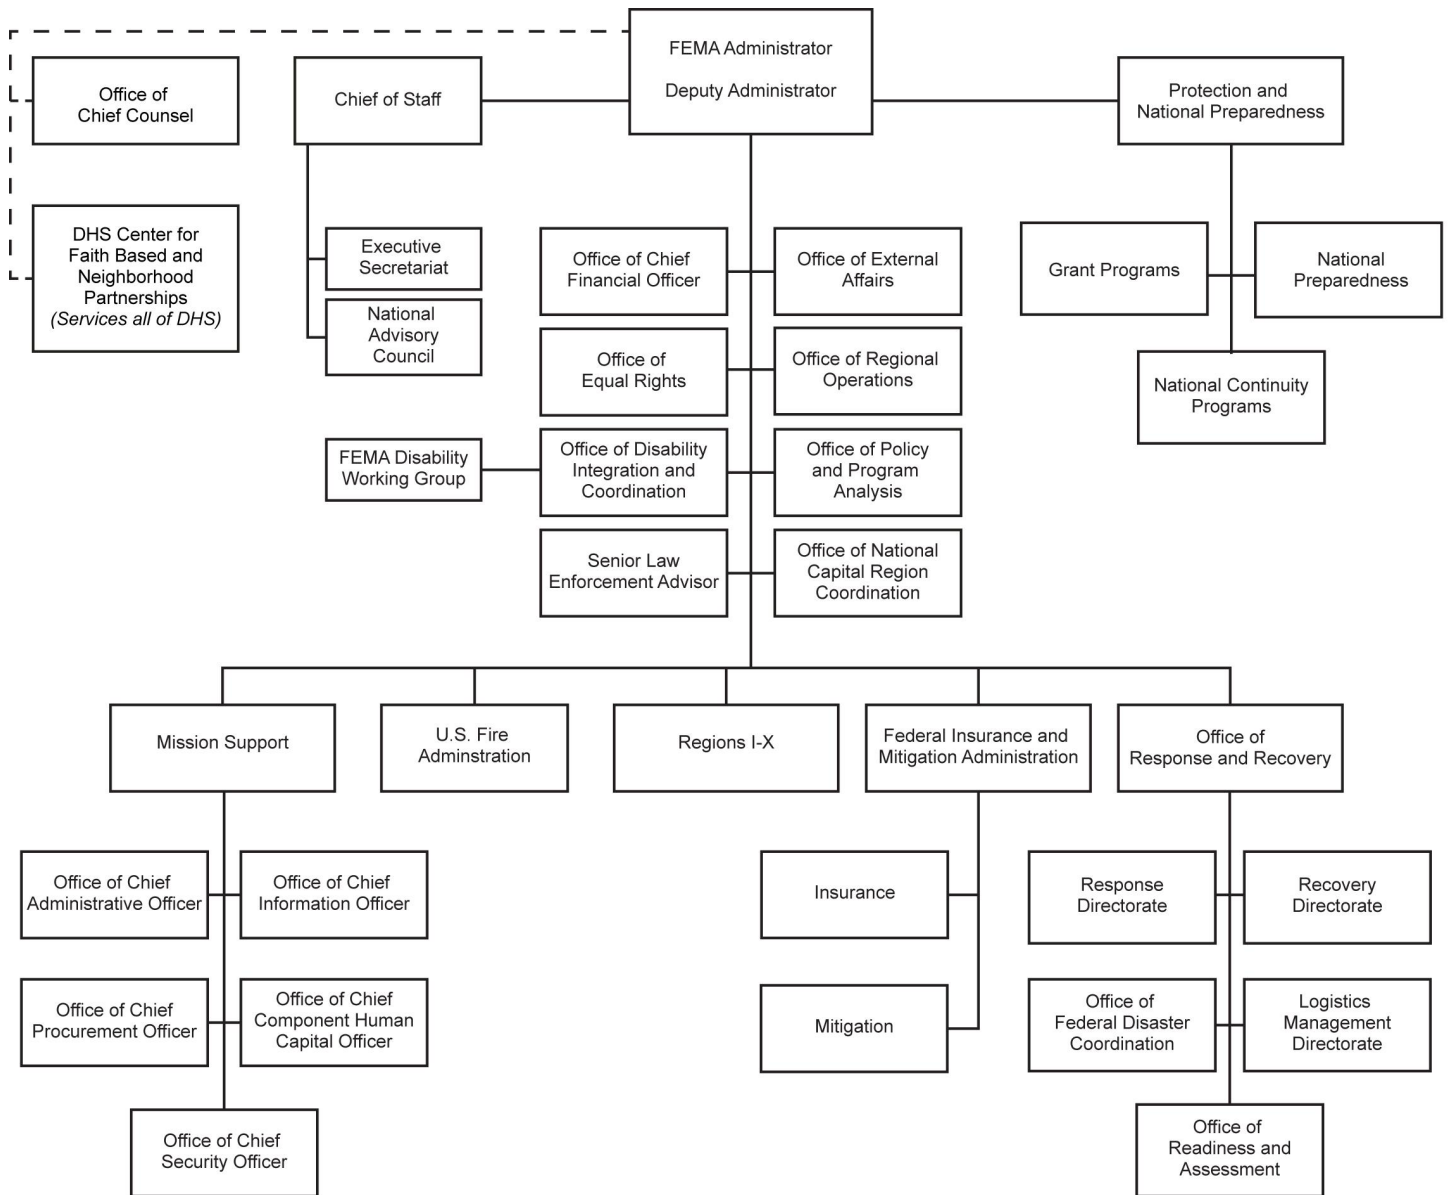 FEMA Administrator
Deputy Administrator
Office of
Chief Counsel
Chief of Staff
Protection and
National Preparedness
DHS Center for
Faith Based and
Neighborhood
Partnerships
(Services all of DHS)
Executive
Secretariat
National
Advisory
Council
Office of Chief
Financial Officer
Office of External
Affairs
Grant Programs
National
Preparedness
Office of
Equal Rights
Office of Regional
Operations
National Continuity
Programs
FEMA Disability
Working Group
Office of Disability
Integration and
Coordination
Office of Policy
and Program
Analysis
Senior Law
Enforcement Advisor
Office of National
Capital Region
Coordination
Mission Support
U.S. Fire
Adminstration
Regions I-X
Federal Insurance and
Mitigation Administration
Office of
Response and Recovery
Office of Chief
Administrative Officer
Office of Chief
Information Officer
Insurance
Response
Directorate
Recovery
Directorate
Office of Chief
Procurement Officer
Office of Chief
Component Human
Capital Officer
Mitigation
Office of
Federal Disaster
Coordination
Logistics
Management
Directorate
Office of Chief
Security Officer
Office of
Readiness and
Assessment